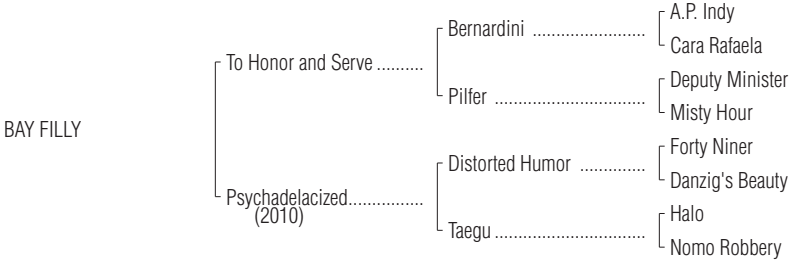 A.P. Indy
Bernardini ........................
Cara Rafaela
To Honor and Serve ..........
Deputy Minister
Pilfer ................................
Misty Hour
BAY FILLY
Forty Niner
Distorted Humor ..............
Danzig's Beauty
Psychadelacized................
(2010)
Halo
Taegu ................................
Nomo Robbery